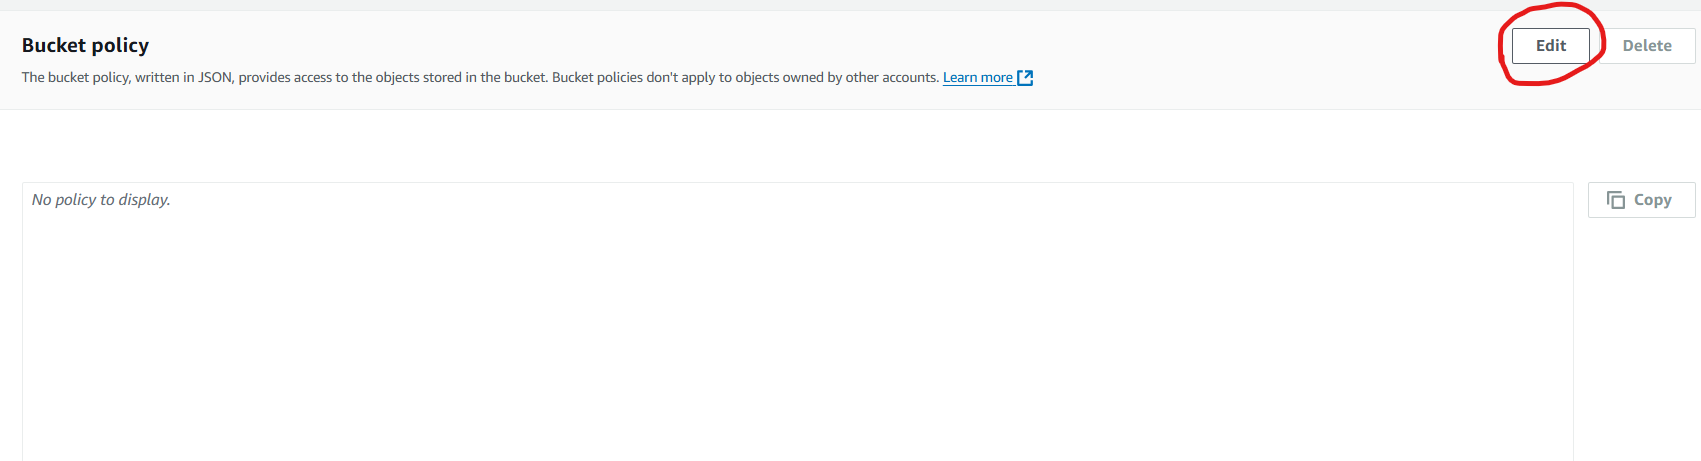 Bucket policy
Edit
Delete
The bucket policy, written in JSON, provides access to the objects stored in the bucket. Bucket policies don't apply to objects owned by other accounts. Learn more
No policy to display.
Copy